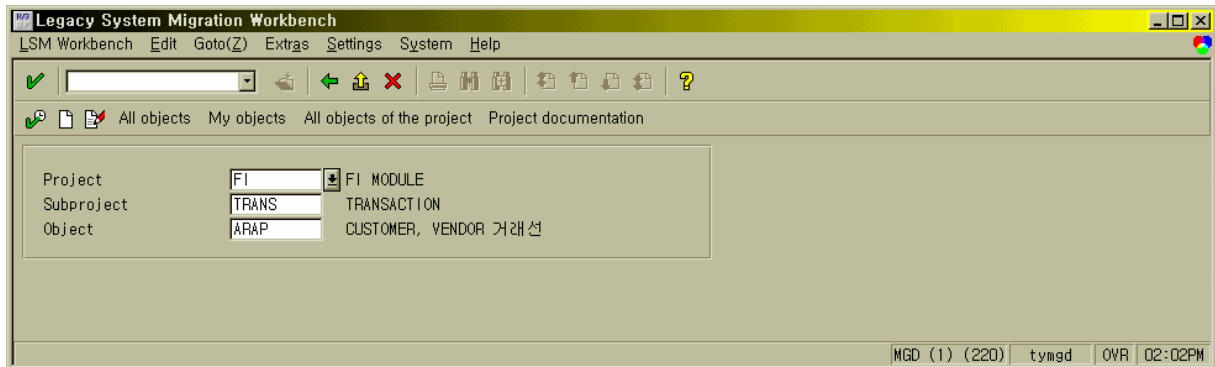 Legacy System Migration Workbench
LSM Workbench Edit Goto(Z) Extras Settings System Help
All objects My objects All objects of the project Project documentation
Project FI FI MODULE
Subproject TRANS TRANSACTION
Object ARAP CUSTOMER, VENDOR 거래선
MGD (1) (220) tymgd OVR 02:02PM